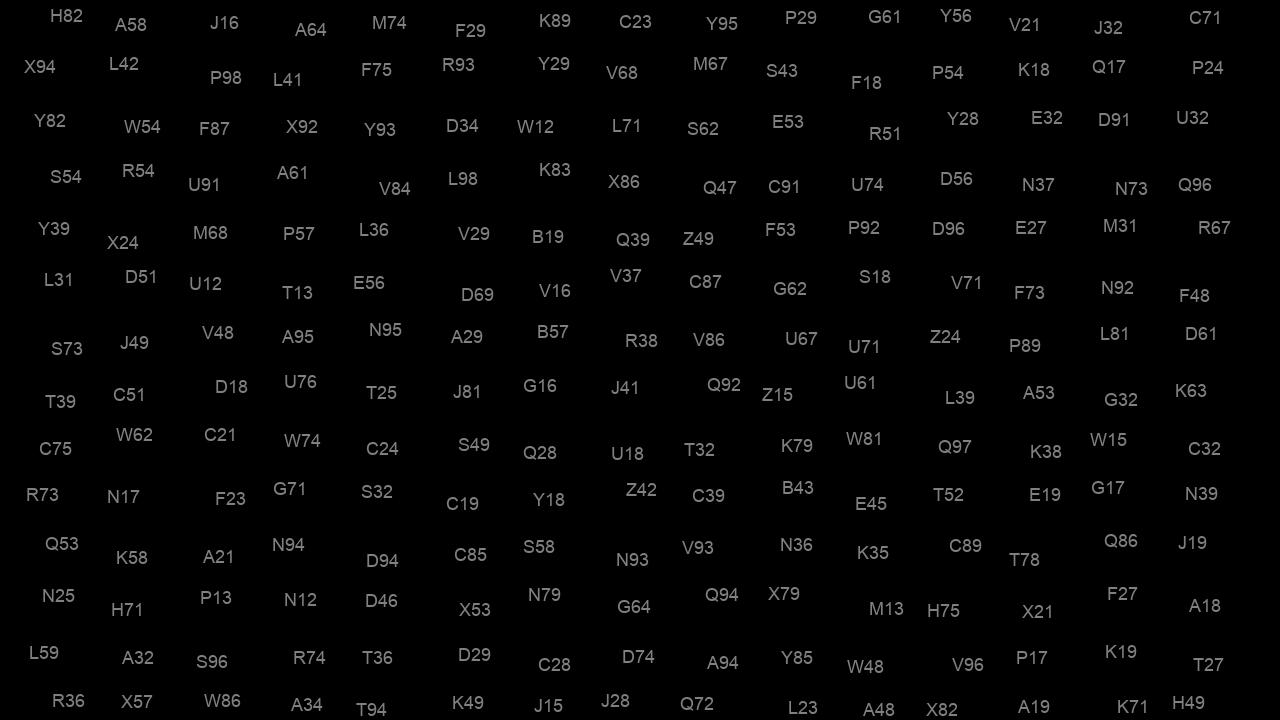 H82 A58 J16 A64 M74 F29 K89 C23 Y95 P29 G61 Y56 V21 J32 C71
X94 L42 P98 L41 F75 R93 Y29 V68 M67 S43 F18 P54 K18 Q17 P24
Y82 W54 F87 X92 Y93 D34 W12 L71 S62 E53 R51 Y28 E32 D91 U32
S54 R54 U91 A61 V84 L98 K83 X86 Q47 C91 U74 D56 N37 N73 Q96
Y39 X24 M68 P57 L36 V29 B19 Q39 Z49 F53 P92 D96 E27 M31 R67
L31 D51 U12 T13 E56 D69 V16 V37 C87 G62 S18 V71 F73 N92 F48
S73 J49 V48 A95 N95 A29 B57 R38 V86 U67 U71 Z24 P89 L81 D61
T39 C51 D18 U76 T25 J81 G16 J41 Q92 Z15 U61 L39 A53 G32 K63
C75 W62 C21 W74 C24 S49 Q28 U18 T32 K79 W81 Q97 K38 W15 C32
R73 N17 F23 G71 S32 C19 Y18 Z42 C39 B43 E45 T52 E19 G17 N39
Q53 K58 A21 N94 D94 C85 S58 N93 V93 N36 K35 C89 T78 Q86 J19
N25 H71 P13 N12 D46 X53 N79 G64 Q94 X79 M13 H75 X21 F27 A18
L59 A32 S96 R74 T36 D29 C28 D74 A94 Y85 W48 V96 P17 K19 T27
R36 X57 W86 A34 T94 K49 J15 J28 Q72 L23 A48 X82 A19 K71 H49